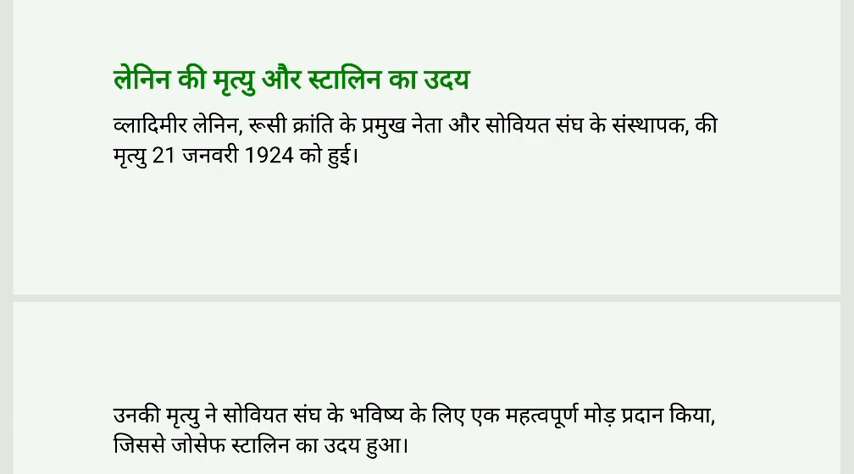 लेनिन की मृत्यु और स्टालिन का उदय
व्लादिमीर लेनिन, रूसी क्रांति के प्रमुख नेता और सोवियत संघ के संस्थापक, की
मृत्यु 21 जनवरी 1924 को हुई।
उनकी मृत्यु ने सोवियत संघ के भविष्य के लिए एक महत्वपूर्ण मोड़ प्रदान किया,
जिससे जोसेफ स्टालिन का उदय हुआ।